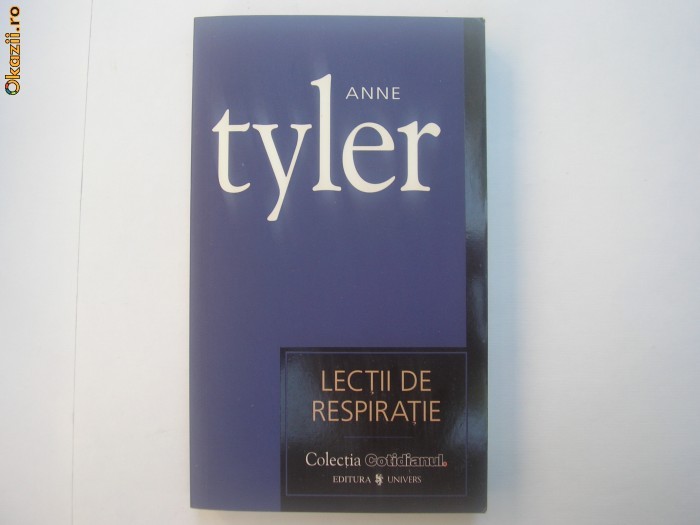 Okazii.ro
ANNE
tyler
LECȚII DE
RESPIRAȚIE
Colecția Cotidianul.
EDITURA UNIVERS